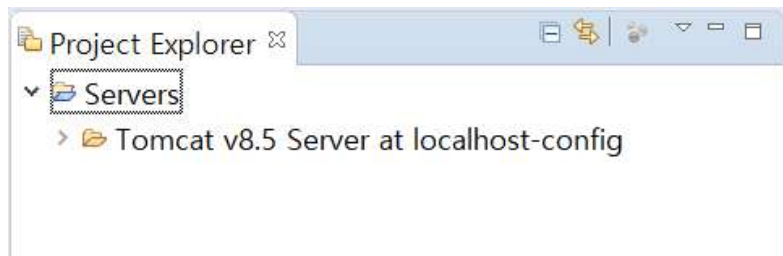 Project Explorer
Servers
Tomcat v8.5 Server at localhost-config